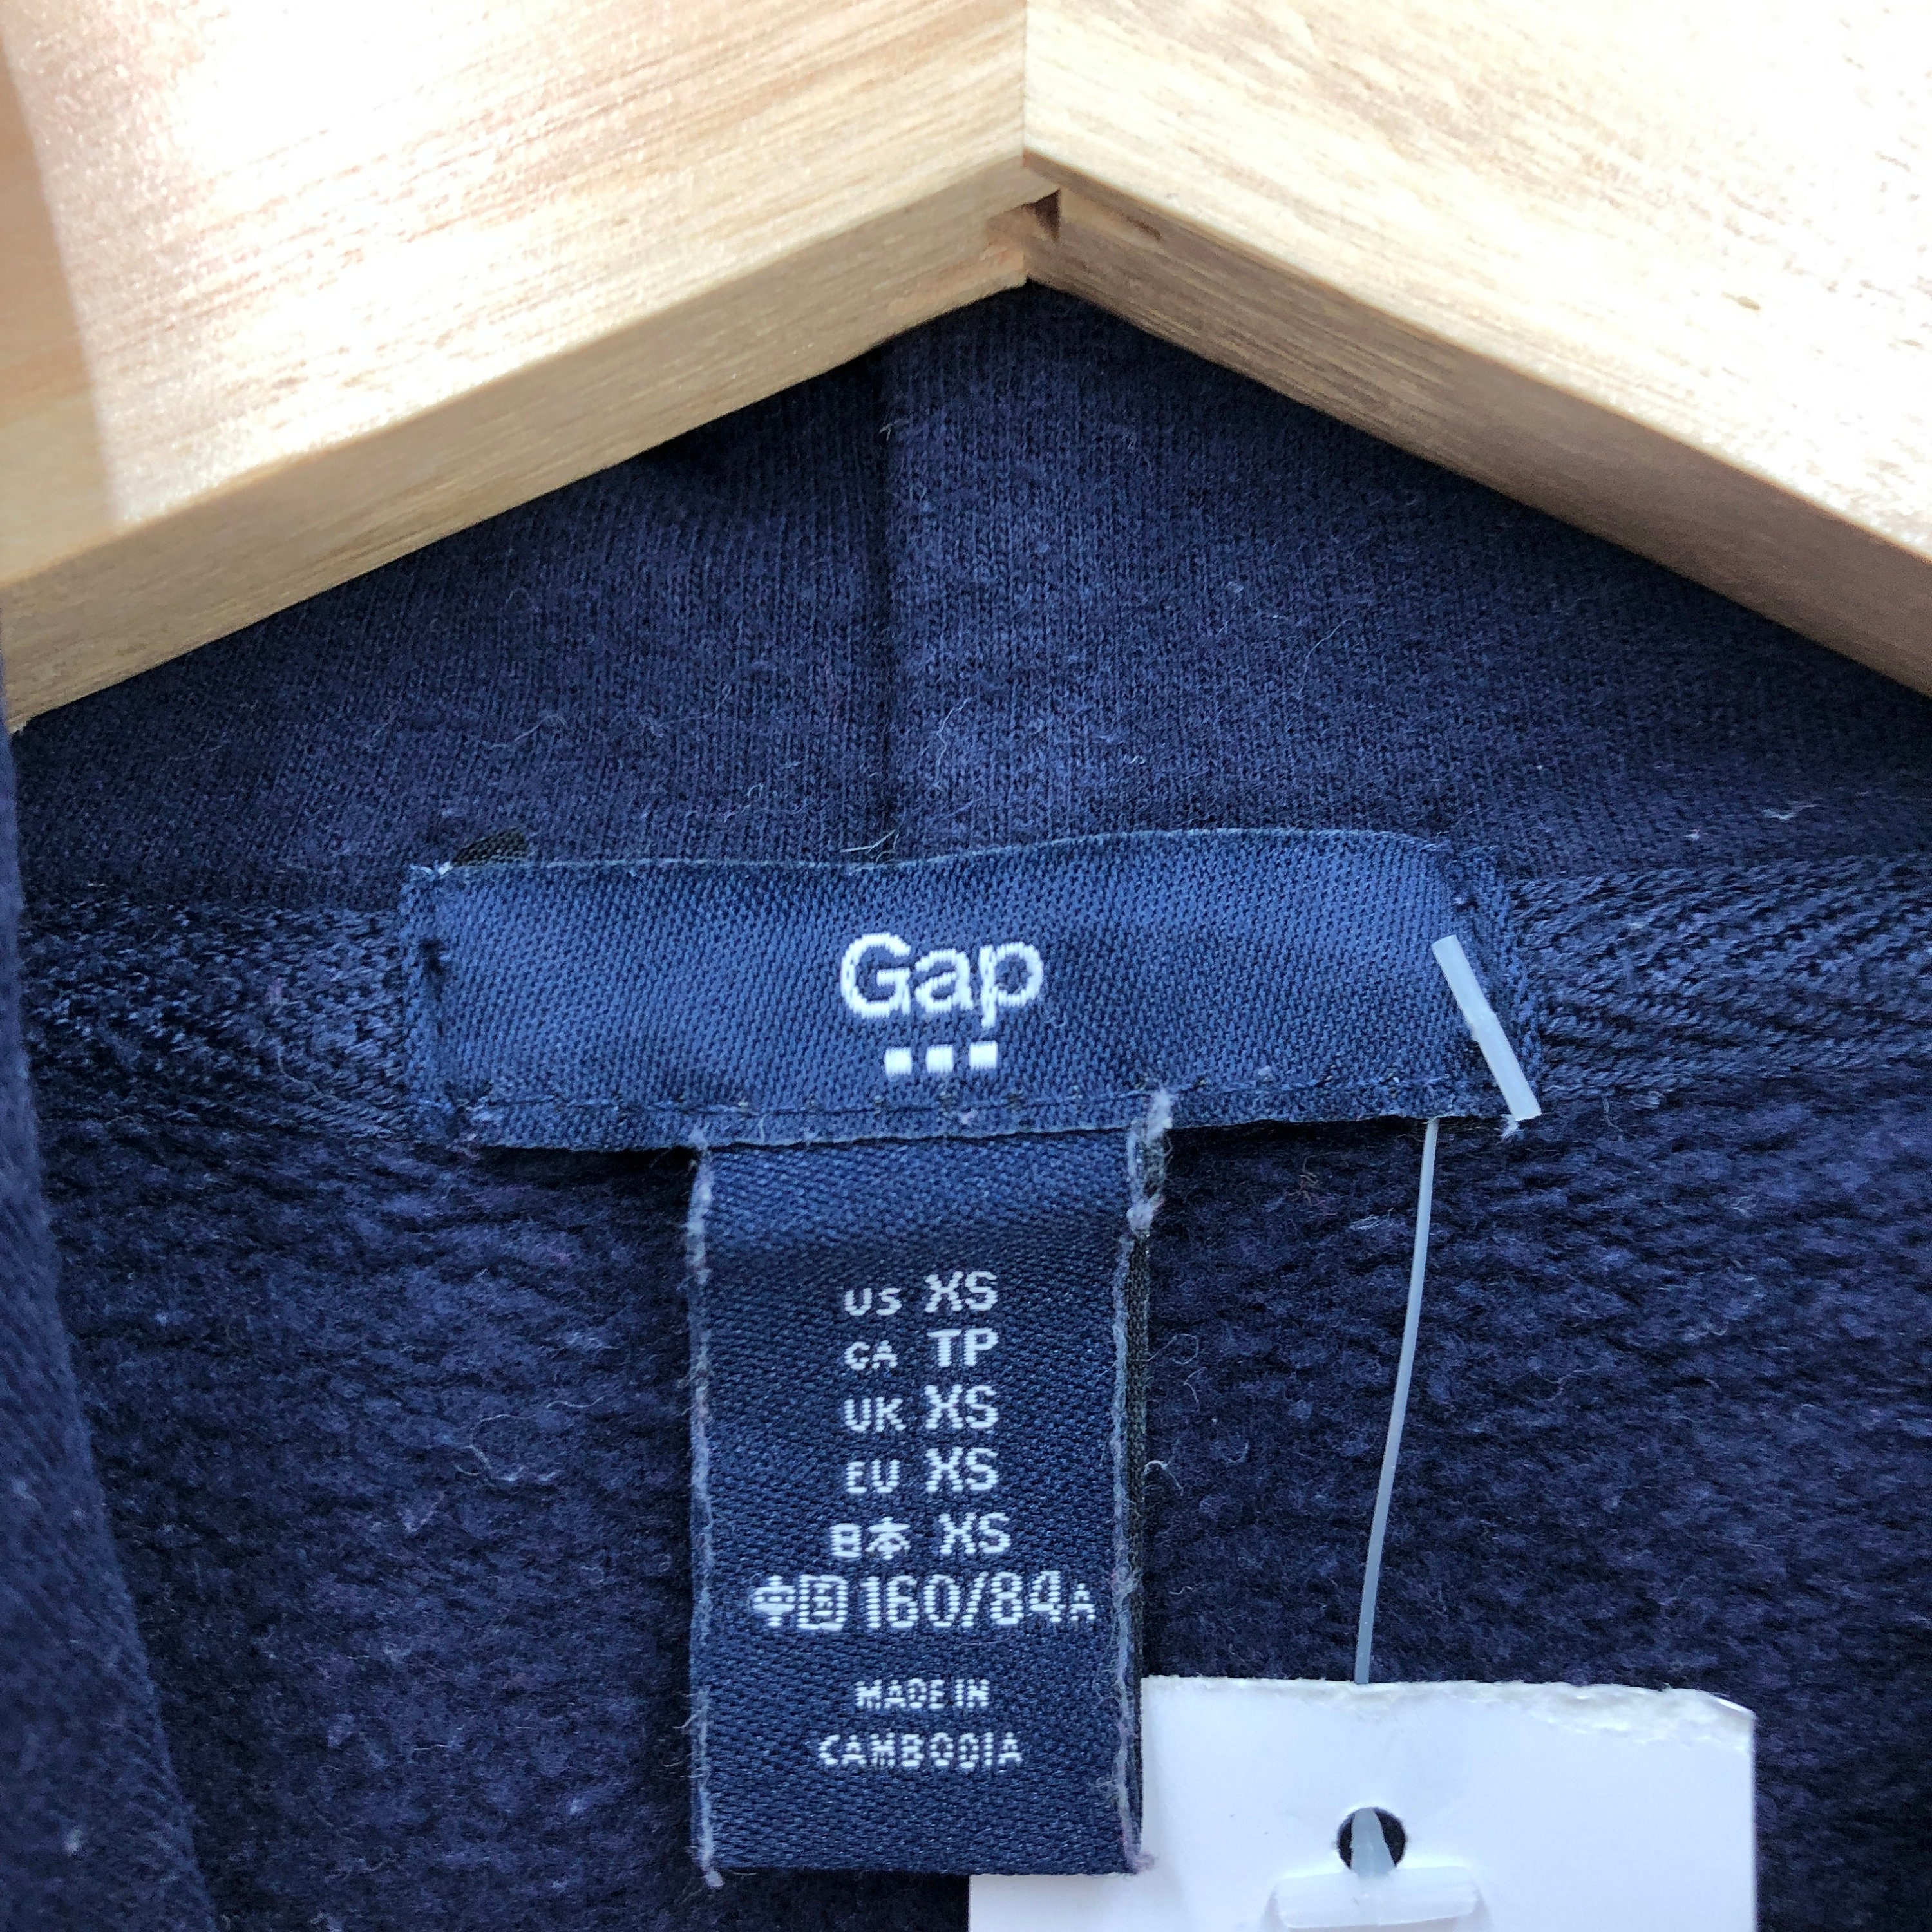 Gap
US XS
CA TP
UK XS
EU XS
日本 XS
中国 160/84A
MADE IN
CAMBODIA